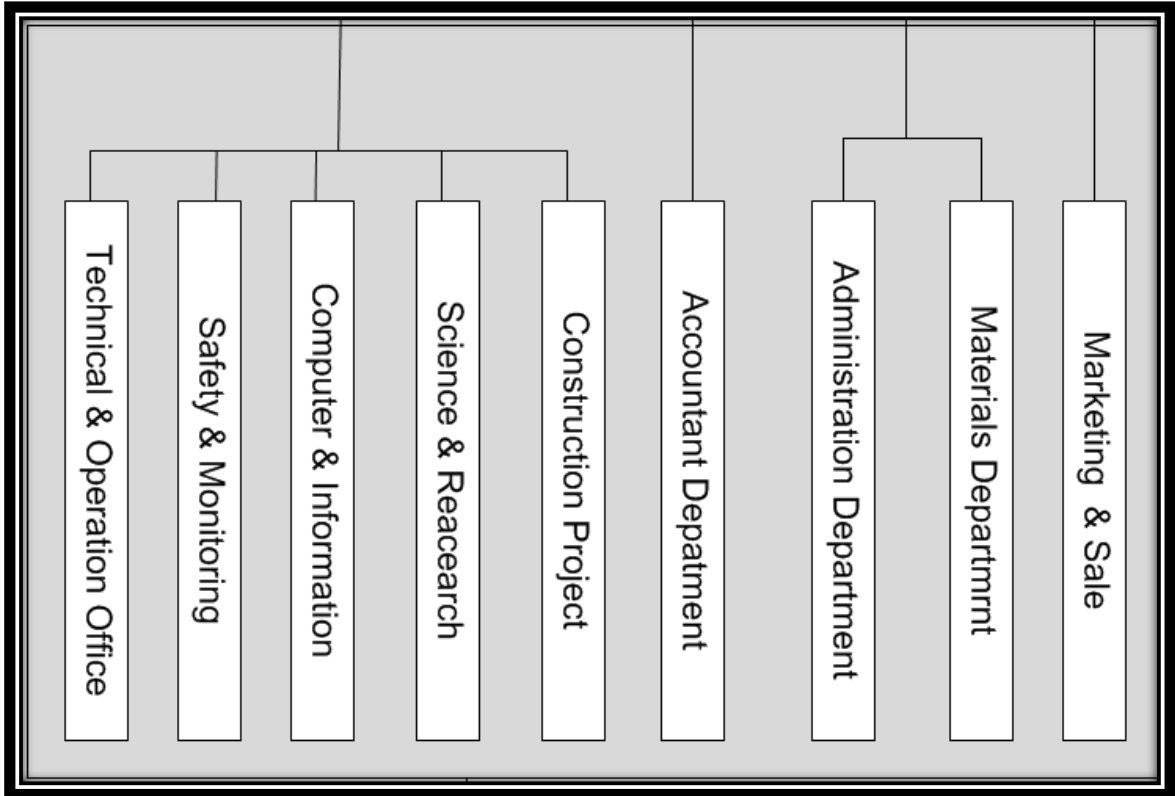 Technical & Operation Office
Safety & Monitoring
Computer & Information
Science & Reacearch
Construction Project
Accountant Depatment
Administration Department
Materials Departmrnt
Marketing & Sale